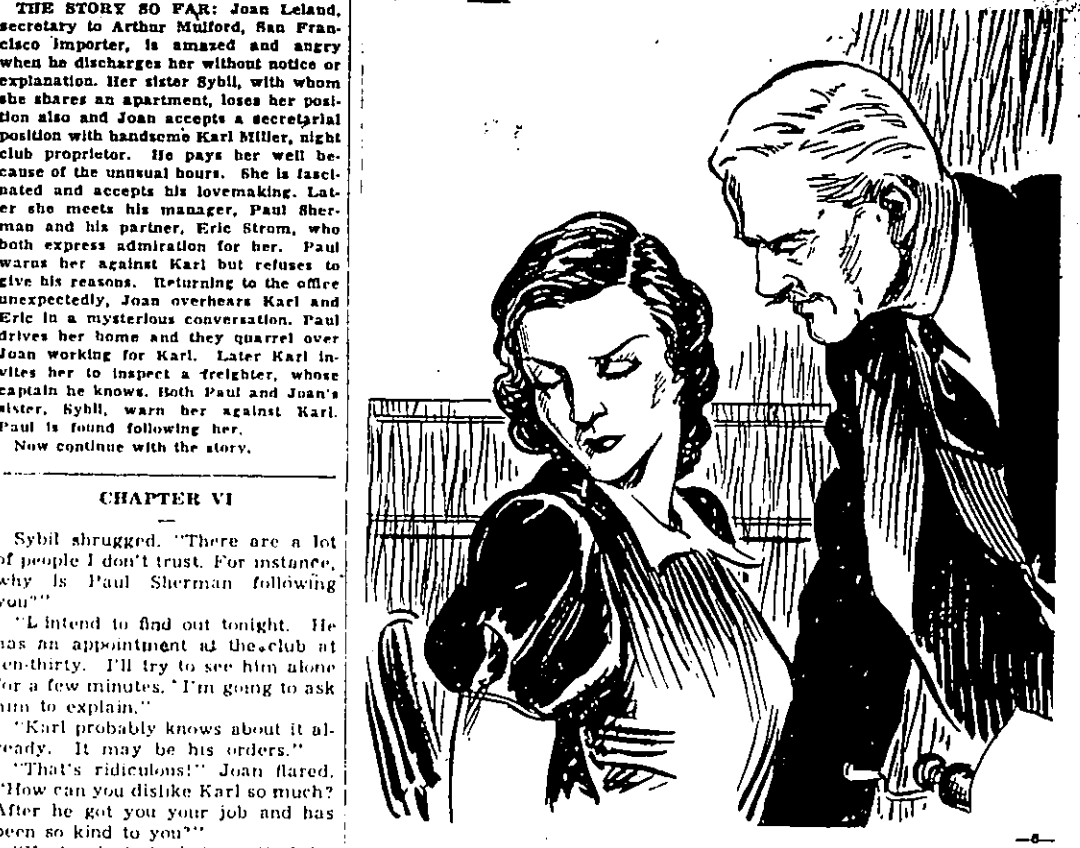 THE STORY SO FAR: Joan Leland,
secretary to Arthur Mulford, San Fran-
cisco importer, is amazed and angry
when he discharges her without notice or
explanation. Her sister Sybil, with whom
she shares an apartment, loses her posi-
tion also and Joan accepts a secretarial
position with handsome Karl Miller, night
club proprietor. He pays her well be-
cause of the unusual hours. She is fasci-
nated and accepts his lovemaking. Lat-
er she meets his manager, Paul Sher-
man and his partner, Eric Strom, who
both express admiration for her. Paul
warns her against Karl but refuses to
give his reasons. Returning to the office
unexpectedly, Joan overhears Karl and
Eric in a mysterious conversation. Paul
drives her home and they quarrel over
Joan working for Karl. Later Karl in-
vites her to inspect a freighter, whose
captain he knows. Both Paul and Joan's
sister, Sybil, warn her against Karl.
Paul is found following her.
Now continue with the story.
CHAPTER VI
Sybil shrugged. "There are a lot
of people I don't trust. For instance,
why is Paul Sherman following
you?"
"I intend to find out tonight. He
has an appointment at the club at
ten-thirty. I'll try to see him alone
for a few minutes. I'm going to ask
him to explain."
"Karl probably knows about it al-
ready. It may be his orders."
"That's ridiculous!" Joan flared.
"How can you dislike Karl so much?
After he got you your job and has
been so kind to you?"